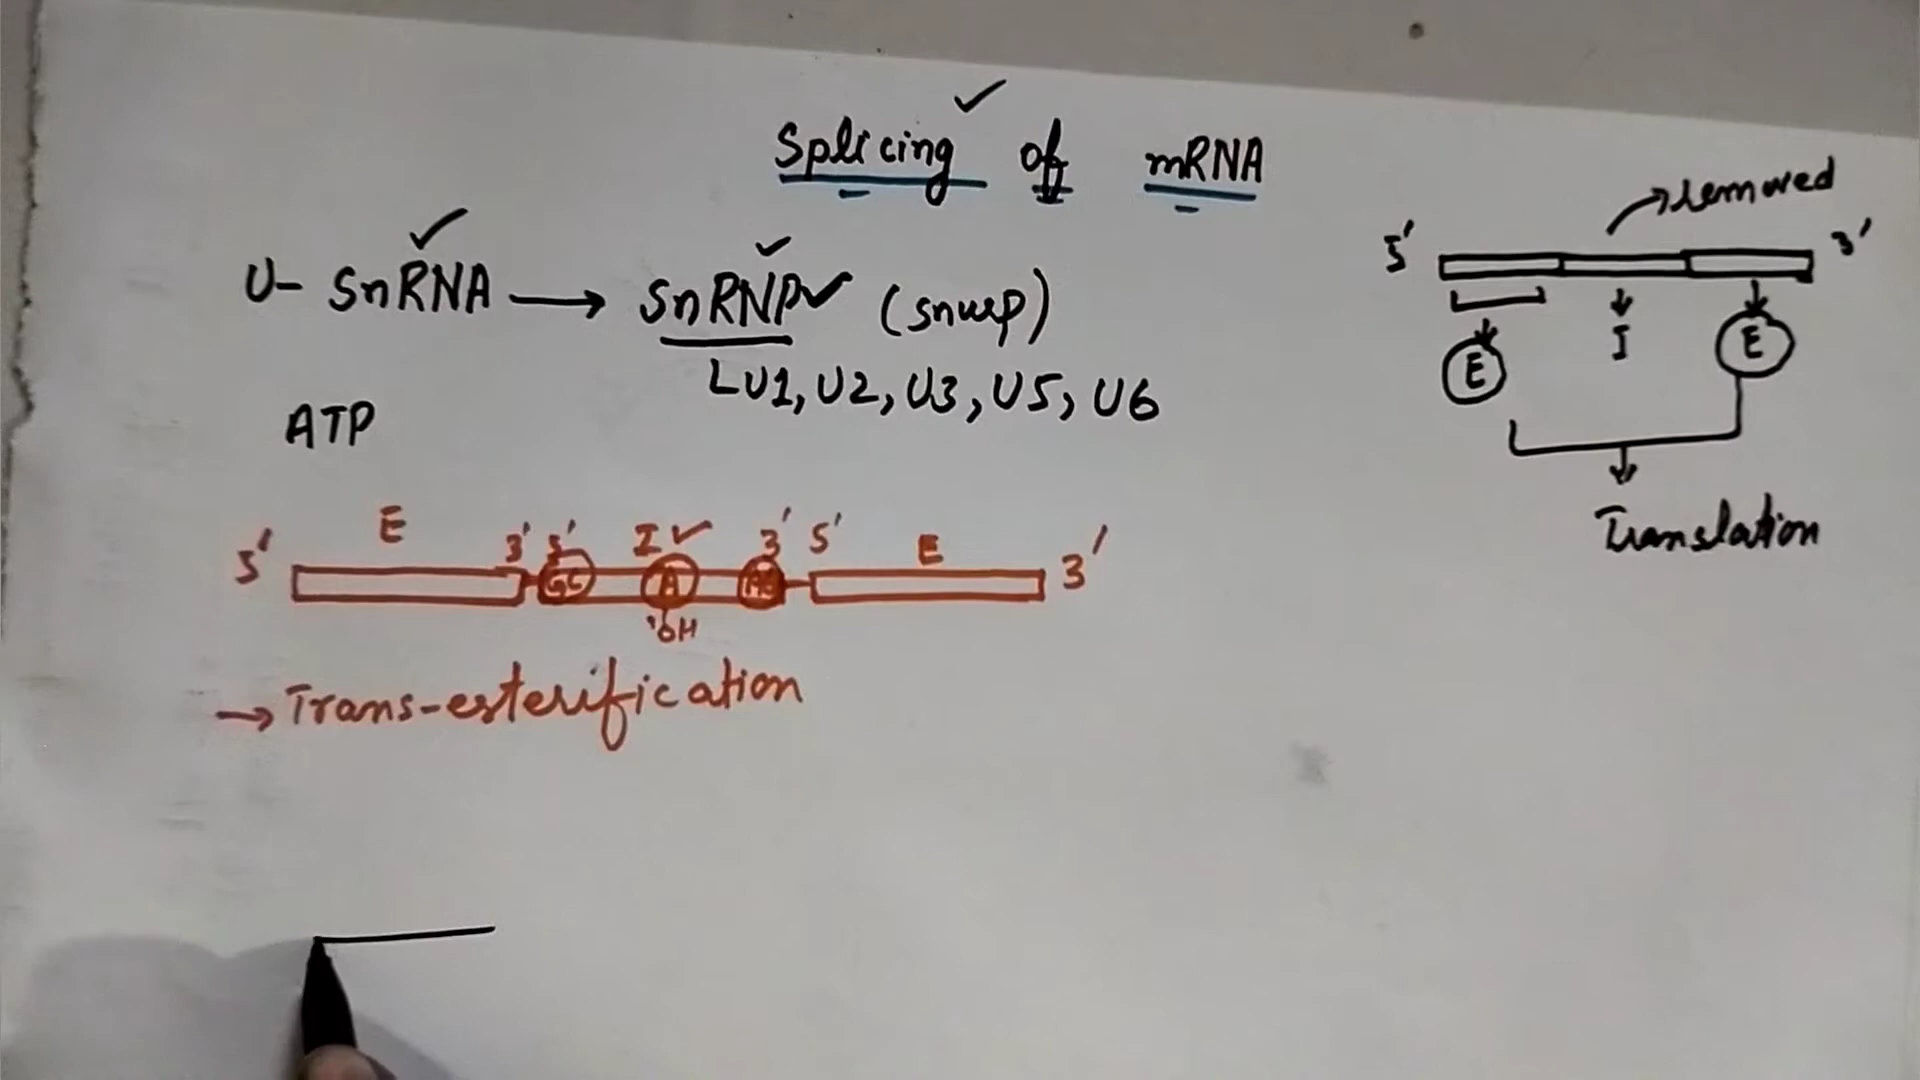 Splicing of mRNA
U- SnRNA → SnRNP (snurp)
U1, U2, U3, U5, U6
ATP
5' E 3' 5' I 3' 5' E 3'
GC A AG
OH
→ Trans-esterification
removed
5' 3'
E I E
Translation